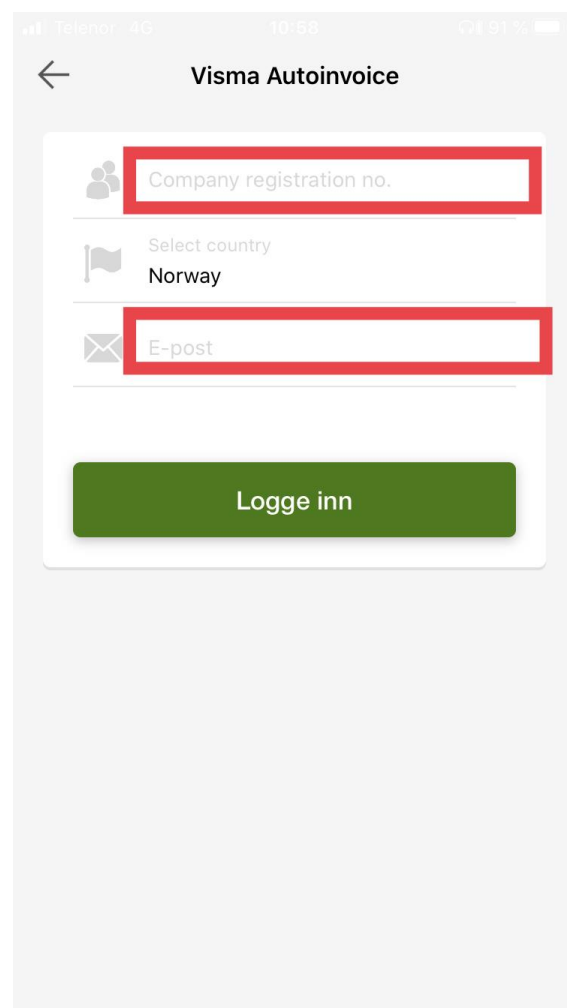 Telenor 4G 10:58 91 %
Visma Autoinvoice
Company registration no.
Select country
Norway
E-post
Logge inn